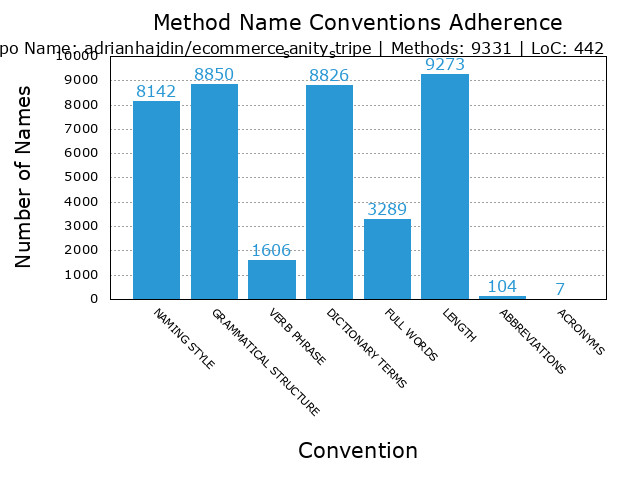 Method Name Conventions Adherence
po Name: adrianhajdin/ecommercesanitystripe | Methods: 9331 | LoC: 442
Number of Names
10000
9000
8000
7000
6000
5000
4000
3000
2000
1000
0
8142
8850
1606
8826
3289
9273
104
7
NAMING STYLE
GRAMMATICAL STRUCTURE
VERB PHRASE
DICTIONARY TERMS
FULL WORDS
LENGTH
ABBREVIATIONS
ACRONYMS
Convention